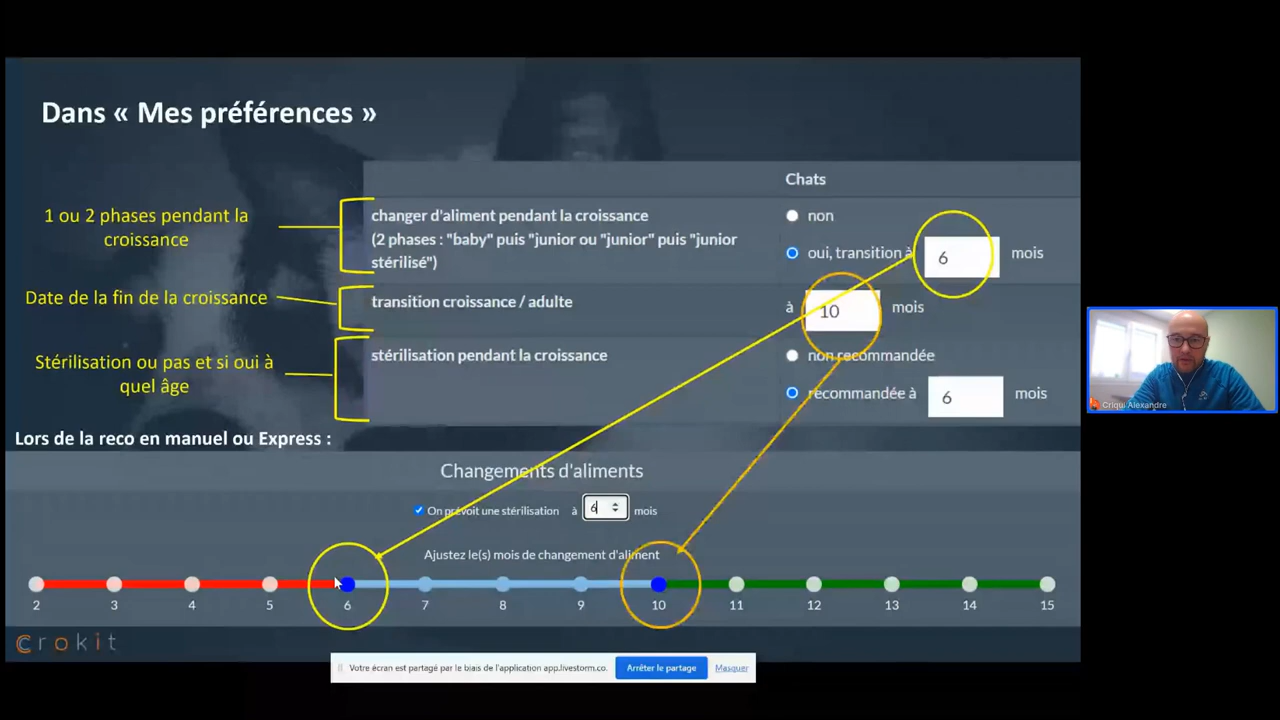 Dans « Mes préférences »
Chats
1 ou 2 phases pendant la
croissance
changer d'aliment pendant la croissance
(2 phases : "baby" puis "junior ou "junior" puis "junior
stérilisé")
non
oui, transition à
6
mois
Date de la fin de la croissance
transition croissance / adulte
à
10
mois
Stérilisation ou pas et si oui à
quel âge
stérilisation pendant la croissance
non recommandée
recommandée à
6
mois
Criqui Alexandre
Lors de la reco en manuel ou Express :
Changements d'aliments
On prévoit une stérilisation à 6 mois
Ajustez le(s) mois de changement d'aliment
2 3 4 5 6 7 8 9 10 11 12 13 14 15
crokit
Votre écran est partagé par le biais de l'application app.livestorm.co. Arrêter le partage Masquer